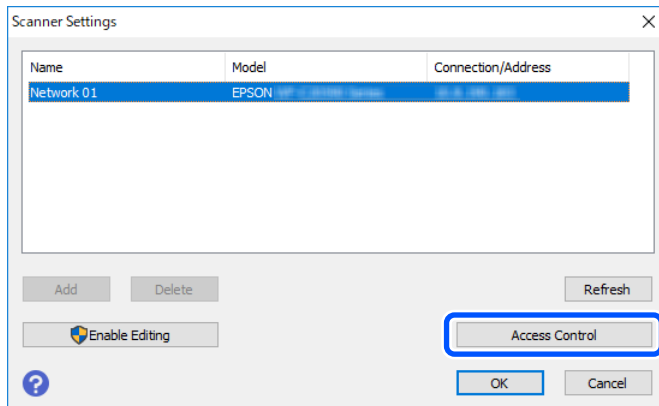 Scanner Settings
Name Model Connection/Address
Network 01 EPSON
Add Delete Refresh
Enable Editing Access Control
? OK Cancel